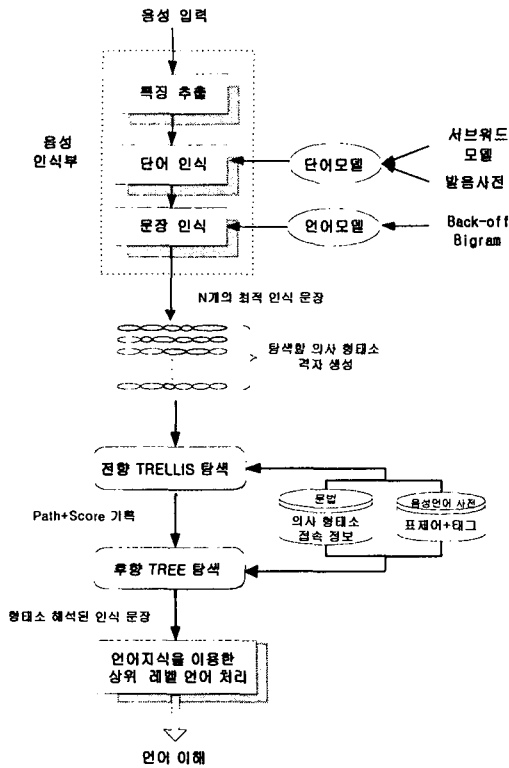 음성 입력
특징 추출
음성
인식부
단어 인식
단어모델
서브워드
모델
발음사전
문장 인식
언어모델
Back-off
Bigram
N개의 최적 인식 문장
탐색할 의사 형태소
격자 생성
전향 TRELLIS 탐색
문법
의사 형태소
접속 정보
음성언어 사전
표제어+태그
Path+Score 기록
후향 TREE 탐색
형태소 해석된 인식 문장
언어지식을 이용한
상위 레벨 언어 처리
언어 이해